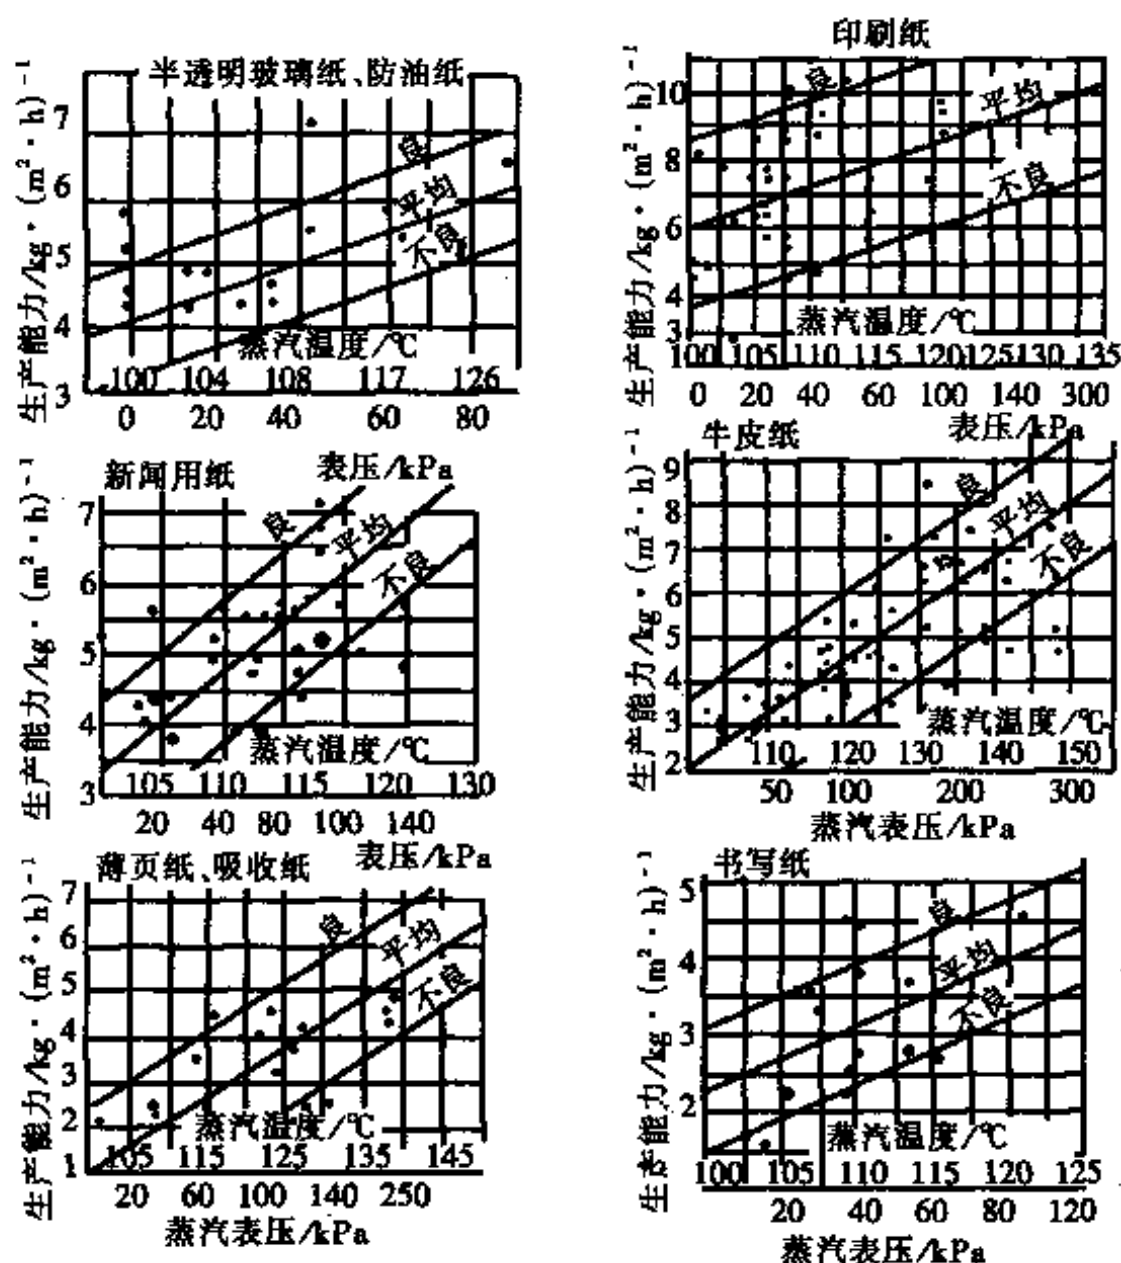 半透明玻璃纸、防油纸
生产能力/kg·(m²·h)⁻¹
7
6
5
4
3
良
平均
不良
蒸汽温度/℃
100 104 108 117 126
0 20 40 60 80
表压/kPa
印刷纸
生产能力/kg·(m²·h)⁻¹
10
8
6
4
3
良
平均
不良
蒸汽温度/℃
100 105 110 115 120 125 130 135
0 20 40 60 100 140 300
表压/kPa
新闻用纸
生产能力/kg·(m²·h)⁻¹
7
6
5
4
3
良
平均
不良
蒸汽温度/℃
105 110 115 120 130
20 40 80 100 140
表压/kPa
牛皮纸
生产能力/kg·(m²·h)⁻¹
9
8
7
6
5
4
3
2
良
平均
不良
蒸汽温度/℃
110 120 130 140 150
50 100 200 300
蒸汽表压/kPa
薄页纸、吸收纸
生产能力/kg·(m²·h)⁻¹
7
6
5
4
3
2
1
良
平均
不良
蒸汽温度/℃
105 115 125 135 145
20 60 100 140 250
蒸汽表压/kPa
书写纸
生态能力/kg·(m²·h)⁻¹
5
4
3
2
良
平均
不良
蒸汽温度/℃
100 105 110 115 120 125
20 40 60 80 120
蒸汽表压/kPa